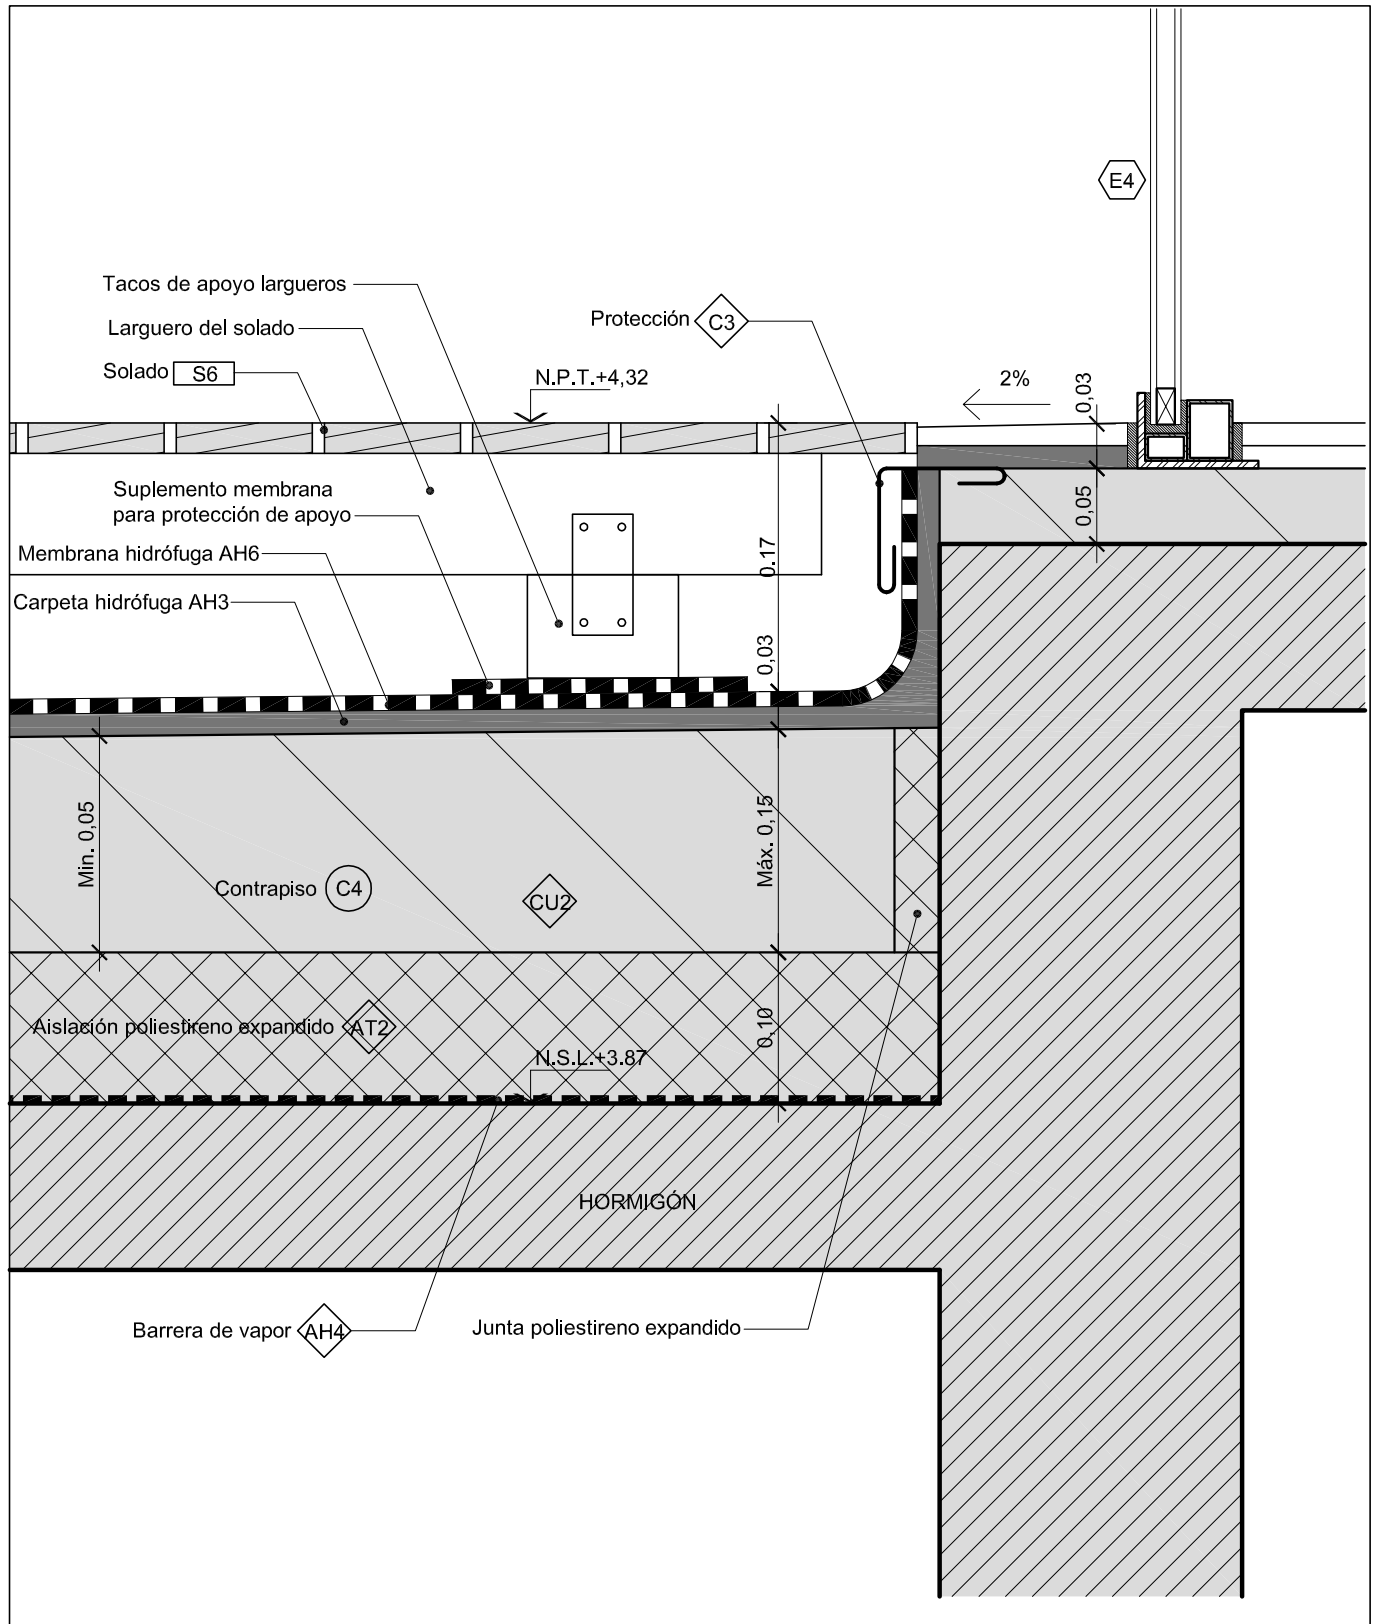 E4
Tacos de apoyo largueros
Larguero del solado
Protección C3
Solado S6
N.P.T.+4,32
2%
0,03
Suplemento membrana
para protección de apoyo
0,05
Membrana hidrófuga AH6
0.17
Carpeta hidrófuga AH3
0,03
Min. 0,05
Máx. 0,15
Contrapiso C4
CU2
Aislación poliestireno expandido AT2
0,10
N.S.L.+3.87
HORMIGÓN
Barrera de vapor AH4
Junta poliestireno expandido